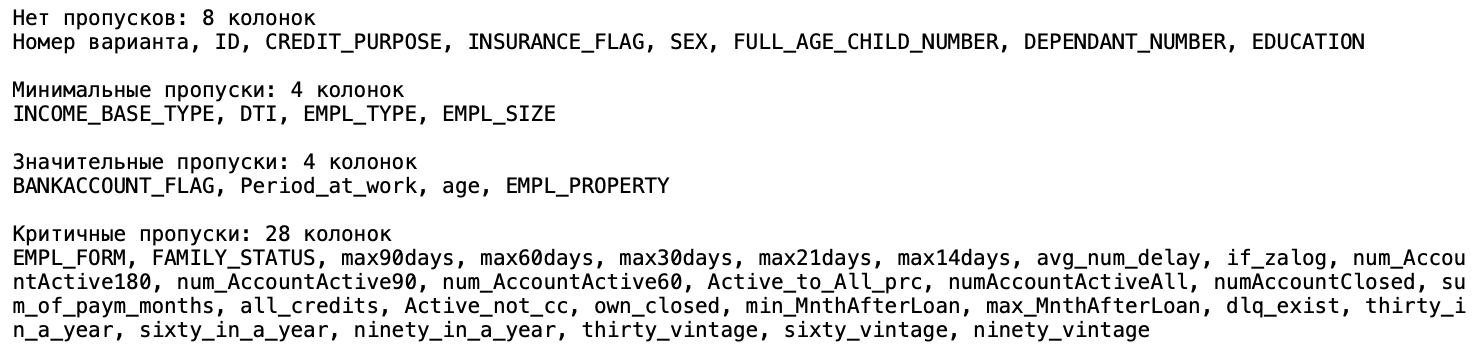 Нет пропусков: 8 колонок
Номер варианта, ID, CREDIT_PURPOSE, INSURANCE_FLAG, SEX, FULL_AGE_CHILD_NUMBER, DEPENDANT_NUMBER, EDUCATION
Минимальные пропуски: 4 колонок
INCOME_BASE_TYPE, DTI, EMPL_TYPE, EMPL_SIZE
Значительные пропуски: 4 колонок
BANKACCOUNT_FLAG, Period_at_work, age, EMPL_PROPERTY
Критичные пропуски: 28 колонок
EMPL_FORM, FAMILY_STATUS, max90days, max60days, max30days, max21days, max14days, avg_num_delay, if_zalog, num_Accou
ntActive180, num_AccountActive90, num_AccountActive60, Active_to_All_prc, numAccountActiveAll, numAccountClosed, su
m_of_paym_months, all_credits, Active_not_cc, own_closed, min_MnthAfterLoan, max_MnthAfterLoan, dlq_exist, thirty_i
n_a_year, sixty_in_a_year, ninety_in_a_year, thirty_vintage, sixty_vintage, ninety_vintage